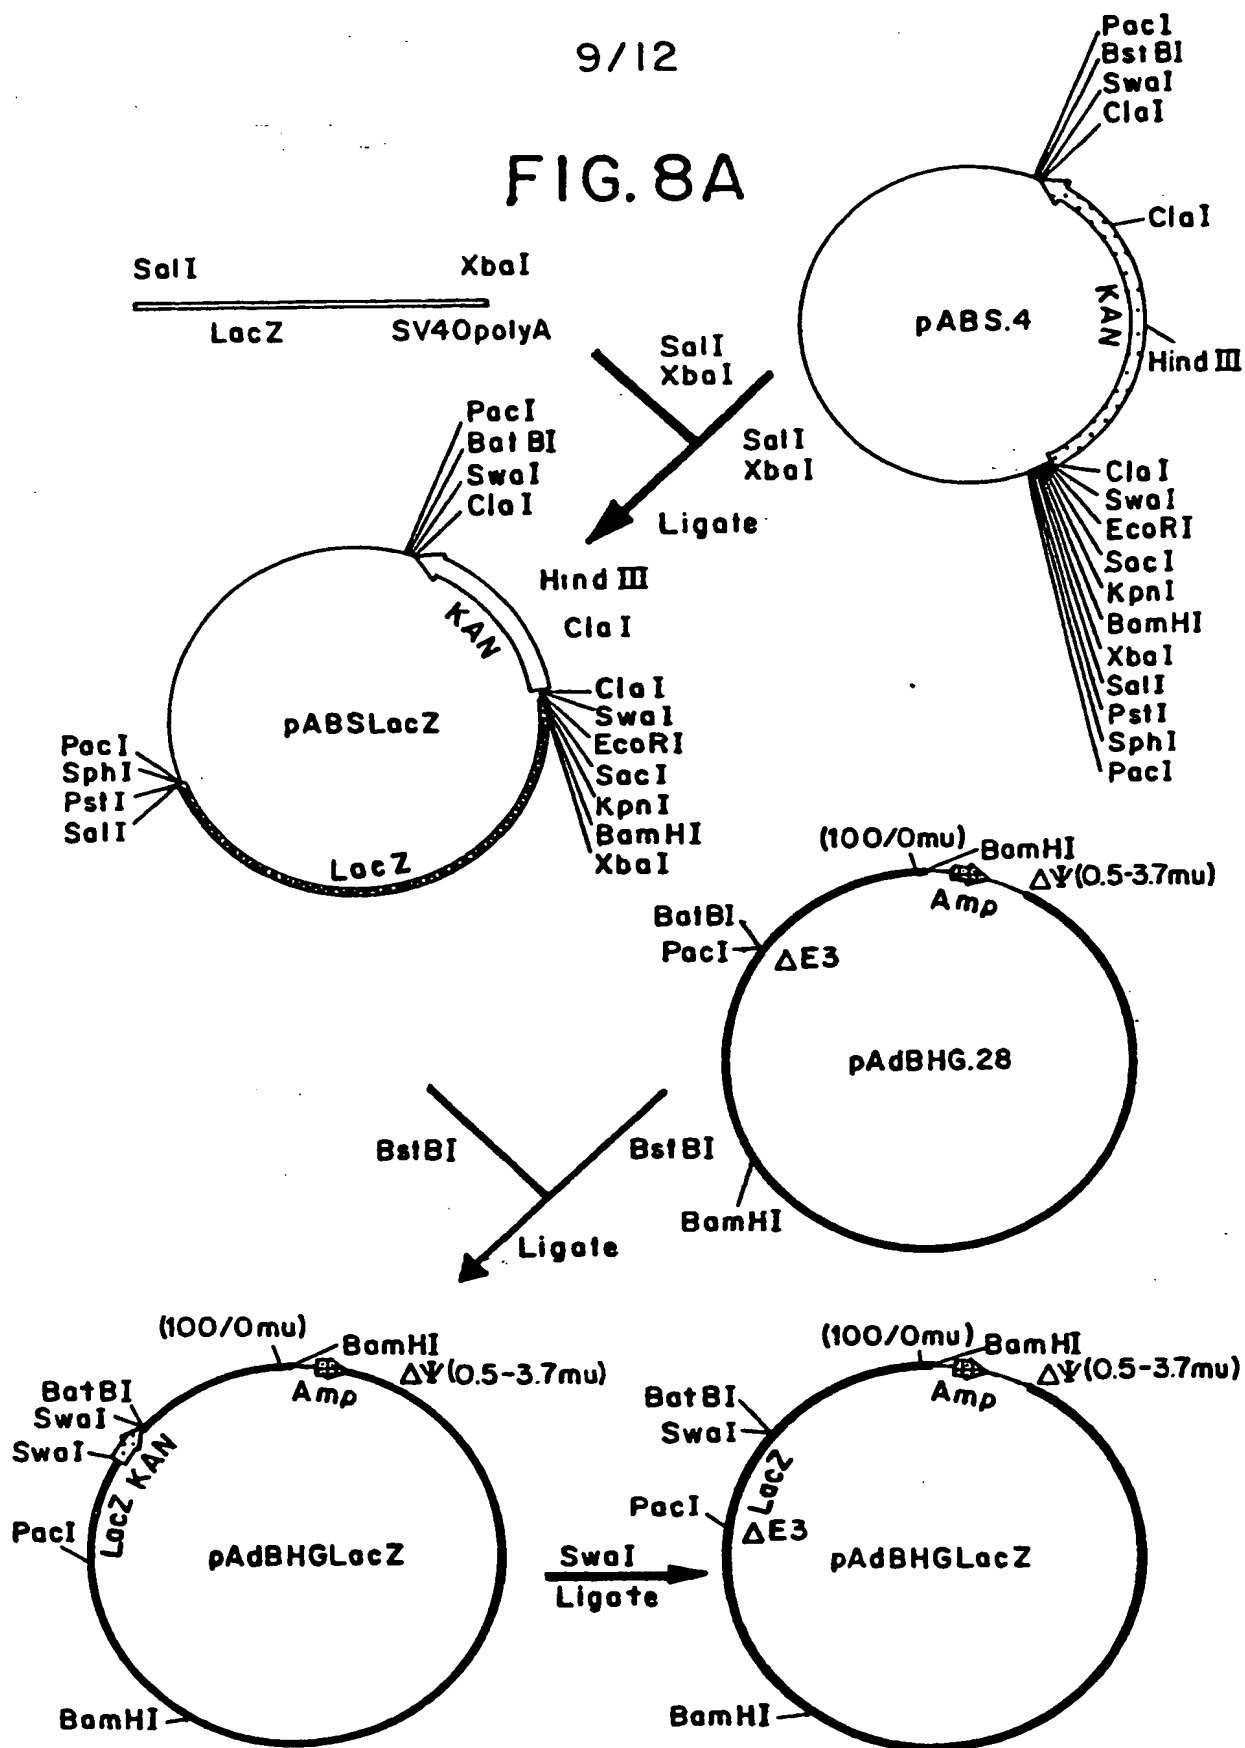 9/12
FIG. 8A
PacI
BstBI
SwaI
ClaI
ClaI
KAN
pABS.4
Hind III
SalI
XbaI
LacZ
SV40polyA
SalI
XbaI
SalI
XbaI
Ligate
ClaI
SwaI
EcoRI
SacI
KpnI
BamHI
XbaI
SalI
PstI
SphI
PacI
PacI
BatBI
SwaI
ClaI
Hind III
ClaI
KAN
pABSLacZ
ClaI
SwaI
EcoRI
SacI
KpnI
BamHI
XbaI
PacI
SphI
PstI
SalI
LacZ
(100/0mu)
BamHI
ΔΨ(0.5-3.7mu)
Amp
BatBI
PacI
ΔE3
pAdBHG.28
BamHI
BstBI
BstBI
Ligate
(100/0mu)
BamHI
ΔΨ(0.5-3.7mu)
Amp
BatBI
SwaI
SwaI
KAN
LacZ
PacI
pAdBHGLacZ
BamHI
SwaI
Ligate
(100/0mu)
BamHI
ΔΨ(0.5-3.7mu)
Amp
BatBI
SwaI
LacZ
PacI
ΔE3
pAdBHGLacZ
BamHI